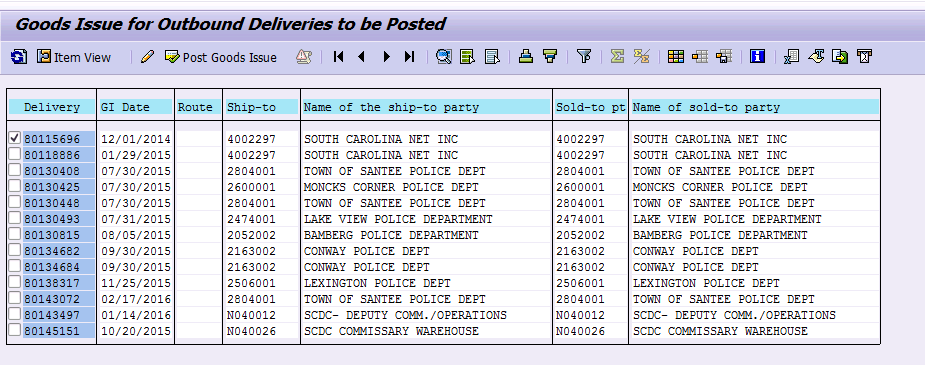 Goods Issue for Outbound Deliveries to be Posted
Item View Post Goods Issue
Delivery GI Date Route Ship-to Name of the ship-to party Sold-to pt Name of sold-to party
80115696 12/01/2014 4002297 SOUTH CAROLINA NET INC 4002297 SOUTH CAROLINA NET INC
80118886 01/29/2015 4002297 SOUTH CAROLINA NET INC 4002297 SOUTH CAROLINA NET INC
80130408 07/30/2015 2804001 TOWN OF SANTEE POLICE DEPT 2804001 TOWN OF SANTEE POLICE DEPT
80130425 07/30/2015 2600001 MONCKS CORNER POLICE DEPT 2600001 MONCKS CORNER POLICE DEPT
80130448 07/30/2015 2804001 TOWN OF SANTEE POLICE DEPT 2804001 TOWN OF SANTEE POLICE DEPT
80130493 07/31/2015 2474001 LAKE VIEW POLICE DEPARTMENT 2474001 LAKE VIEW POLICE DEPARTMENT
80130815 08/05/2015 2052002 BAMBERG POLICE DEPARTMENT 2052002 BAMBERG POLICE DEPARTMENT
80134682 09/30/2015 2163002 CONWAY POLICE DEPT 2163002 CONWAY POLICE DEPT
80134684 09/30/2015 2163002 CONWAY POLICE DEPT 2163002 CONWAY POLICE DEPT
80138317 11/25/2015 2506001 LEXINGTON POLICE DEPT 2506001 LEXINGTON POLICE DEPT
80143072 02/17/2016 2804001 TOWN OF SANTEE POLICE DEPT 2804001 TOWN OF SANTEE POLICE DEPT
80143497 01/14/2016 N040012 SCDC- DEPUTY COMM./OPERATIONS N040012 SCDC- DEPUTY COMM./OPERATIONS
80145151 10/20/2015 N040026 SCDC COMMISSARY WAREHOUSE N040026 SCDC COMMISSARY WAREHOUSE